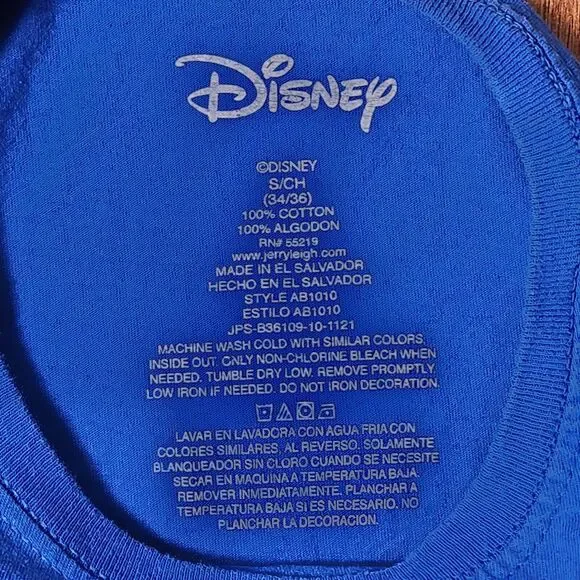 Disney
©DISNEY
S/CH
(34/36)
100% COTTON
100% ALGODON
RN# 55219
www.jerryleigh.com
MADE IN EL SALVADOR
HECHO EN EL SALVADOR
STYLE AB1010
ESTILO AB1010
JPS-B36109-10-1121
MACHINE WASH COLD WITH SIMILAR COLORS.
INSIDE OUT. ONLY NON-CHLORINE BLEACH WHEN
NEEDED. TUMBLE DRY LOW. REMOVE PROMPTLY.
LOW IRON IF NEEDED. DO NOT IRON DECORATION.
LAVAR EN LAVADORA CON AGUA FRIA CON
COLORES SIMILARES, AL REVERSO. SOLAMENTE
BLANQUEADOR SIN CLORO CUANDO SE NECESITE
SECAR EN MAQUINA A TEMPERATURA BAJA.
REMOVER INMEDIATAMENTE. PLANCHAR A
TEMPERATURA BAJA SI ES NECESARIO. NO
PLANCHAR LA DECORACION.